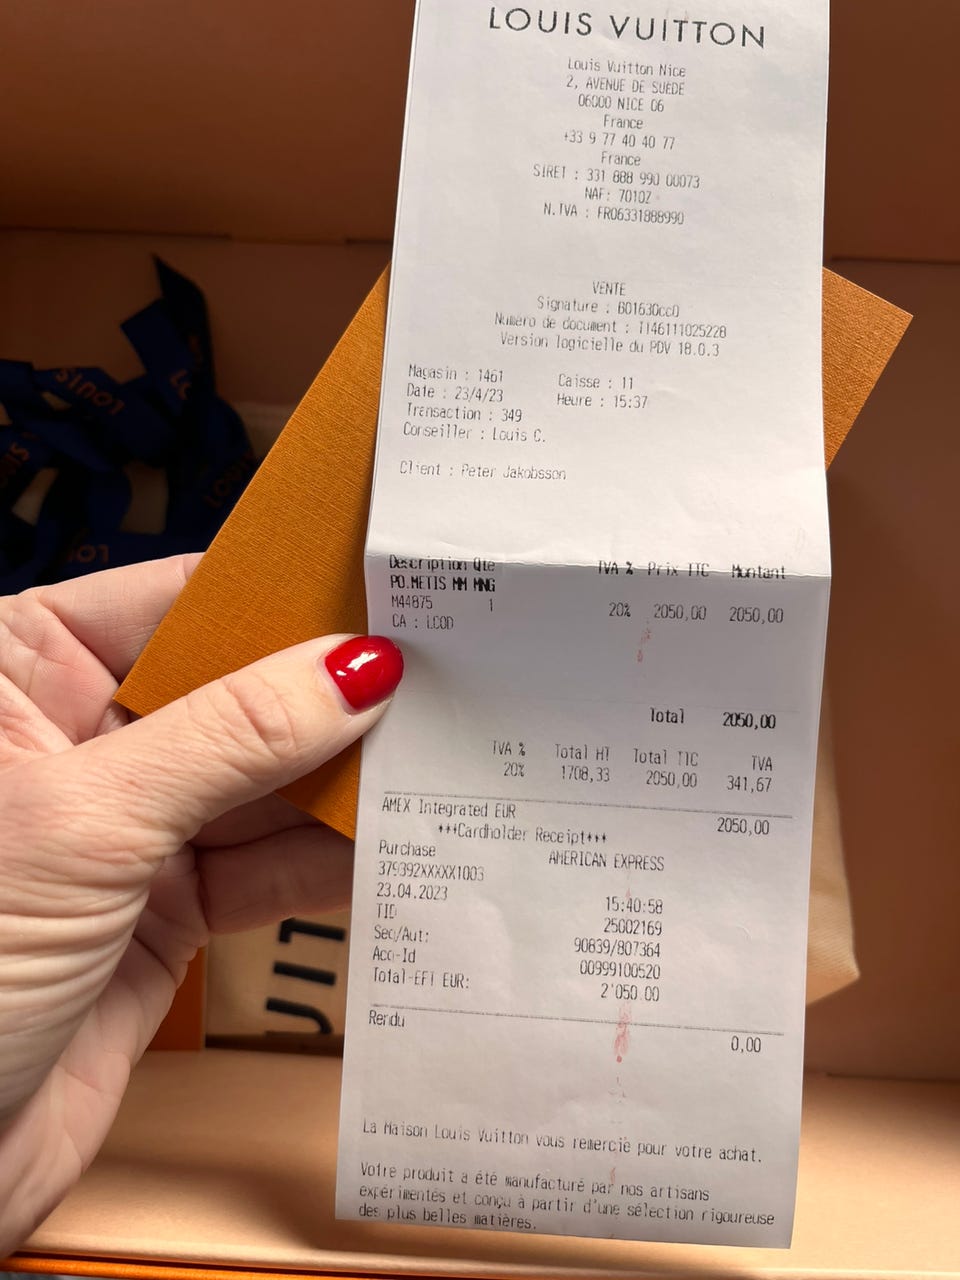 LOUIS VUITTON
Louis Vuitton Nice
2, AVENUE DE SUEDE
06000 NICE 06
France
+33 9 77 40 40 77
France
SIRET : 331 888 990 00073
NAF: 7010Z
N.TVA : FR06331888990
VENTE
Signature : B01630cc0
Numéro de document : TI46111025228
Version logicielle du PDV 18.0.3
Magasin : 1461 Caisse : 11
Date : 23/4/23 Heure : 15:37
Transaction : 349
Conseiller : Louis C.
Client : Peter Jakobsson
Description Qte TVA % Prix TTC Montant
PO.METIS MM MNG
M44875 1 20% 2050,00 2050,00
CA : LCOD
Total 2050,00
TVA % Total HT Total TTC TVA
20% 1708,33 2050,00 341,67
AMEX Integrated EUR 2050,00
***Cardholder Receipt***
Purchase AMERICAN EXPRESS
379392XXXXX1003
23.04.2023 15:40:58
TID 25002169
Seq/Aut: 90839/807364
Acq-Id 00999100520
Total-EFT EUR: 2'050.00
Rendu 0,00
La Maison Louis Vuitton vous remercie pour votre achat.
Votre produit a été manufacturé par nos artisans
expérimentés et conçu à partir d'une sélection rigoureuse
des plus belles matières.
LOUIS
LO
LOUIS
LOUI
LOU
UIT